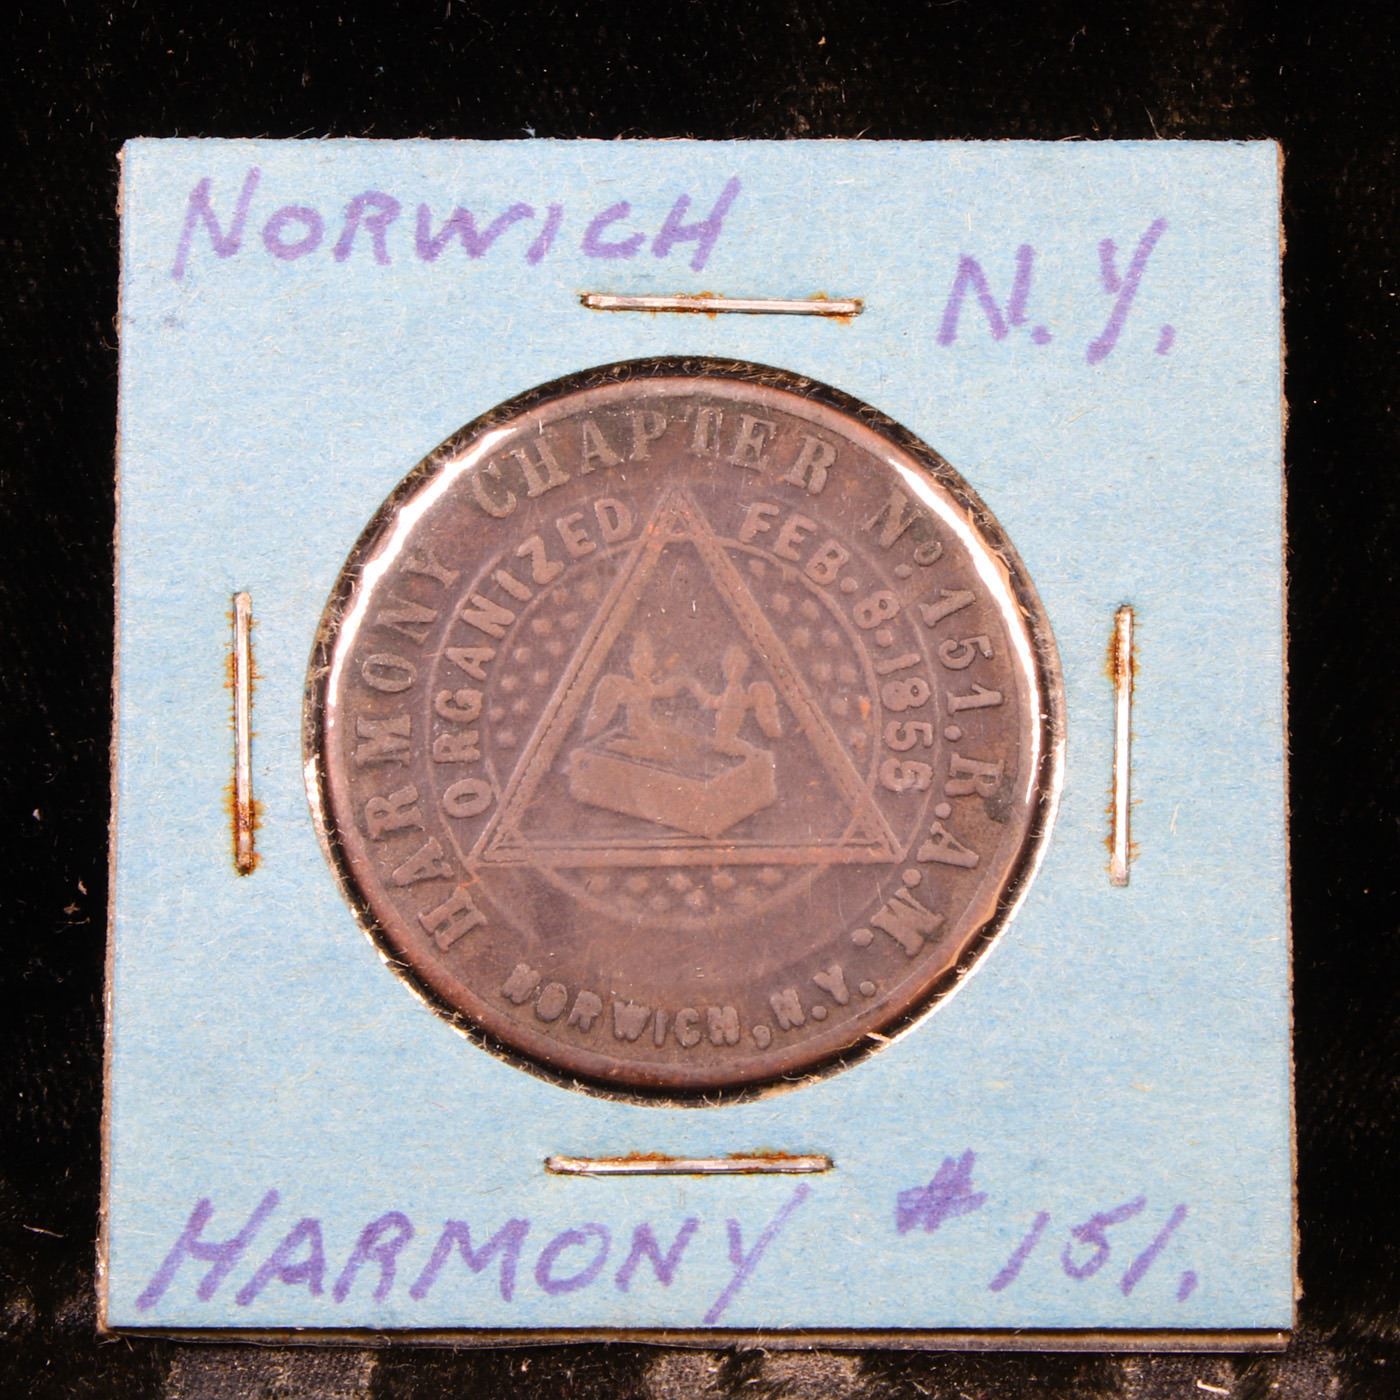 NORWICH N.Y.
HARMONY CHAPTER No. 151. R.A.M.
ORGANIZED FEB. 8. 1855
NORWICH, N.Y.
HARMONY # 151.